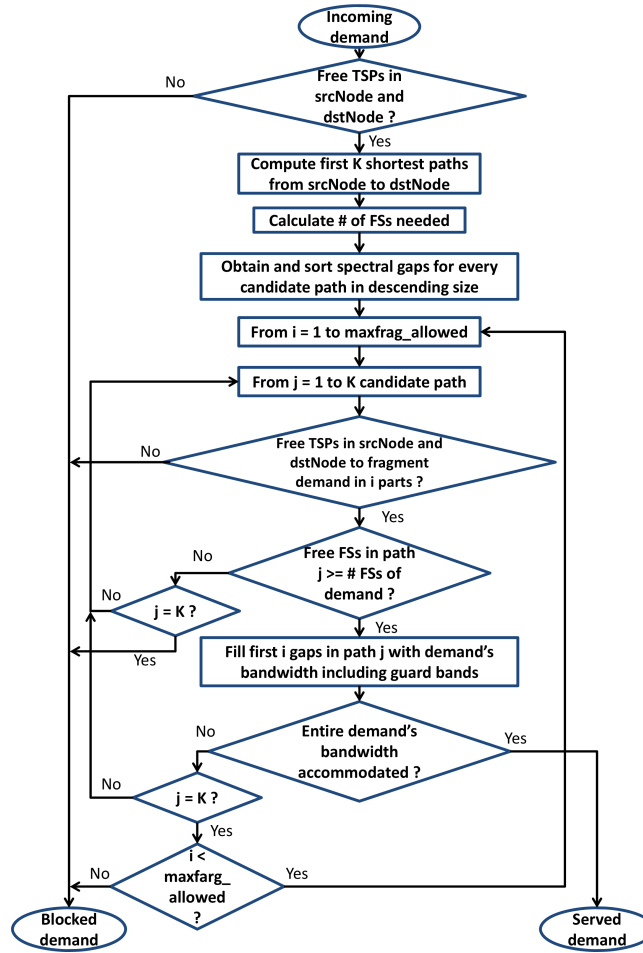 Incoming
demand
No
Free TSPs in
srcNode and
dstNode ?
Yes
Compute first K shortest paths
from srcNode to dstNode
Calculate # of FSs needed
Obtain and sort spectral gaps for every
candidate path in descending size
From i = 1 to maxfrag_allowed
From j = 1 to K candidate path
No
Free TSPs in srcNode and
dstNode to fragment
demand in i parts ?
Yes
No
Free FSs in path
j >= # FSs of
demand ?
No
j = K ?
Yes
Yes
Fill first i gaps in path j with demand's
bandwidth including guard bands
No
Entire demand's
bandwidth
accommodated ?
Yes
No
j = K ?
Yes
No
i <
maxfarg_
allowed
?
Yes
Blocked
demand
Served
demand